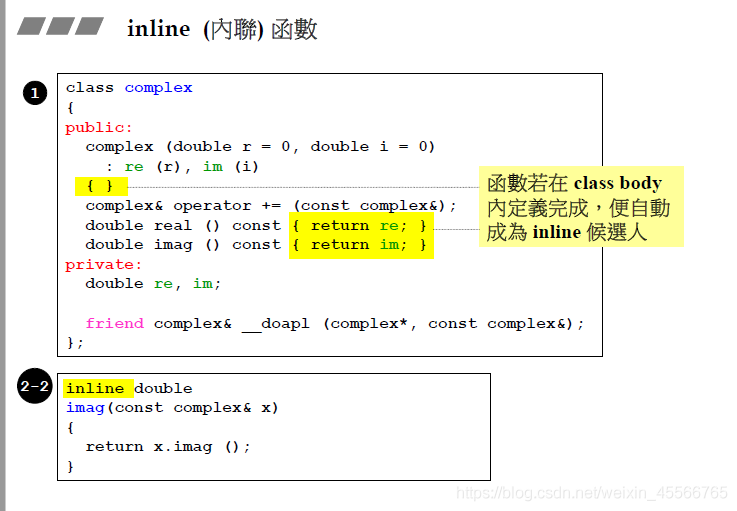 inline (內聯) 函數
1
class complex
{
public:
complex (double r = 0, double i = 0)
: re (r), im (i)
{ }
complex& operator += (const complex&);
double real () const { return re; }
double imag () const { return im; }
private:
double re, im;
friend complex& __doapl (complex*, const complex&);
};
函數若在 class body
內定義完成，便自動
成為 inline 候選人
2-2
inline double
imag(const complex& x)
{
return x.imag ();
}
https://blog.csdn.net/weixin_45566765